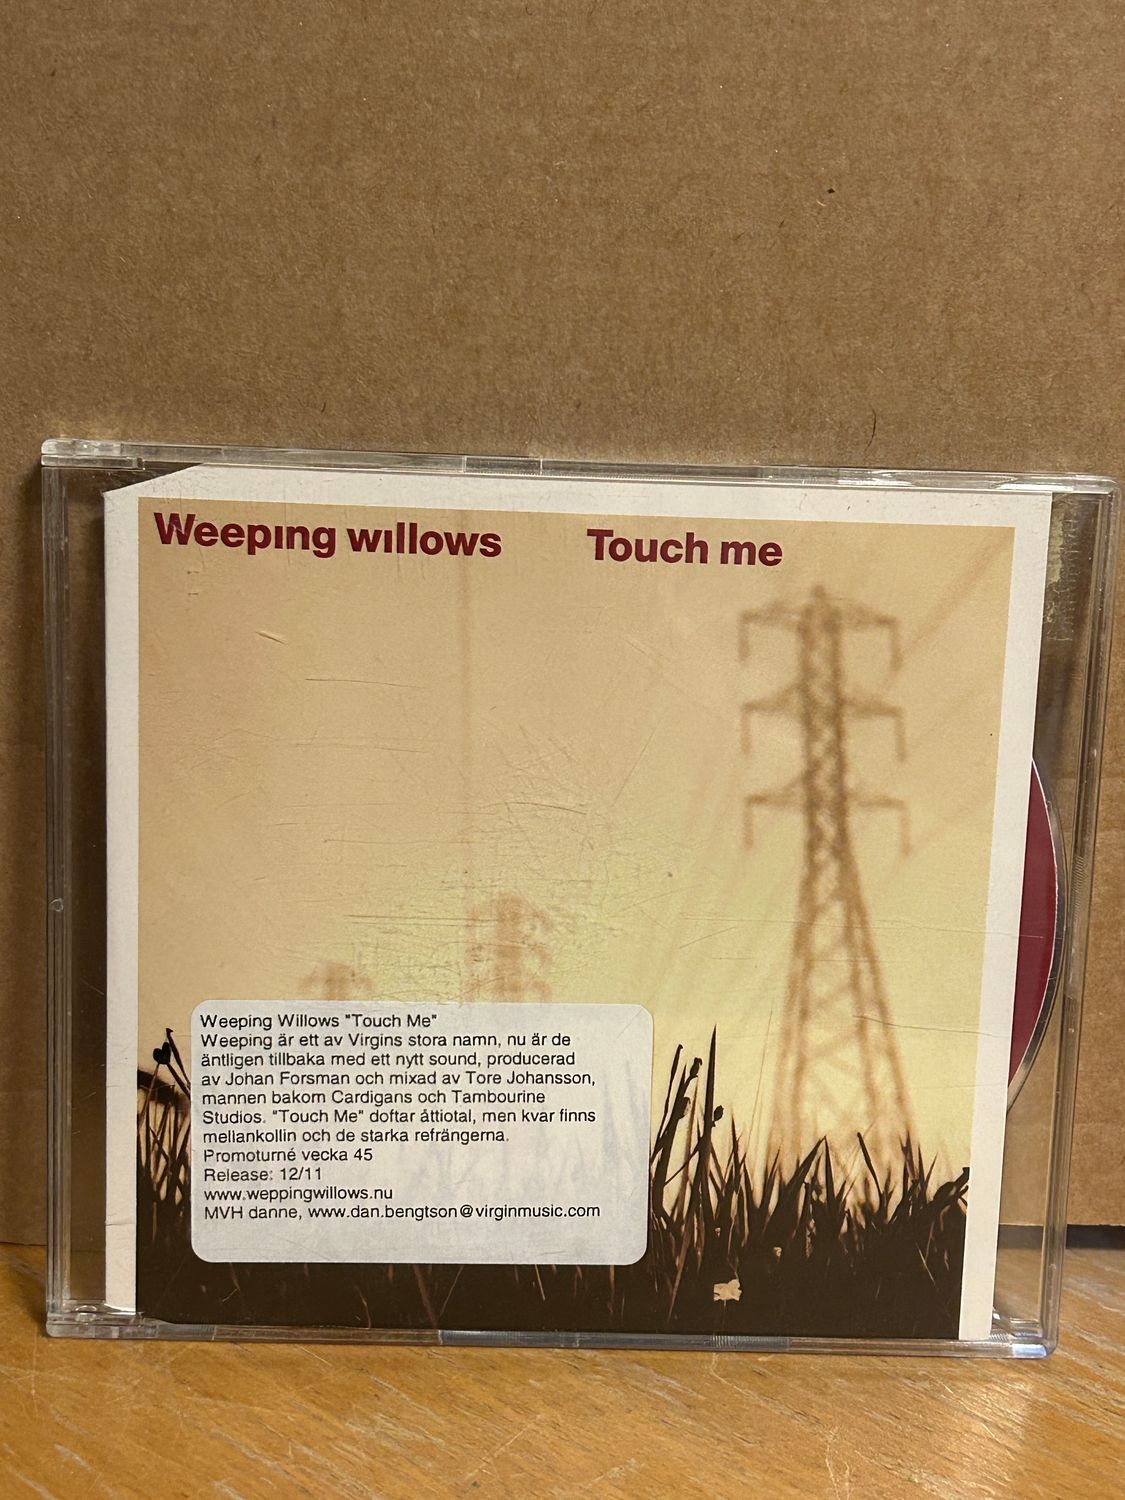 Weeping willows Touch me
Weeping Willows "Touch Me"
Weeping är ett av Virgins stora namn, nu är de
äntligen tillbaka med ett nytt sound, producerad
av Johan Forsman och mixad av Tore Johansson,
mannen bakom Cardigans och Tambourine
Studios. "Touch Me" doftar åttiotal, men kvar finns
mellankollin och de starka refrängerna.
Promoturné vecka 45
Release: 12/11
www.weppingwillows.nu
MVH danne, www.dan.bengtson@virginmusic.com